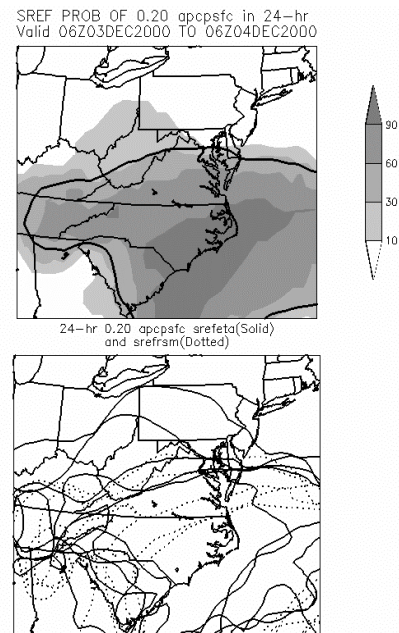 SREF PROB OF 0.20 apcpsfc in 24-hr
Valid 06Z03DEC2000 TO 06Z04DEC2000
90
60
30
10
24-hr 0.20 apcpsfc srefeta(Solid)
and srefrsm(Dotted)